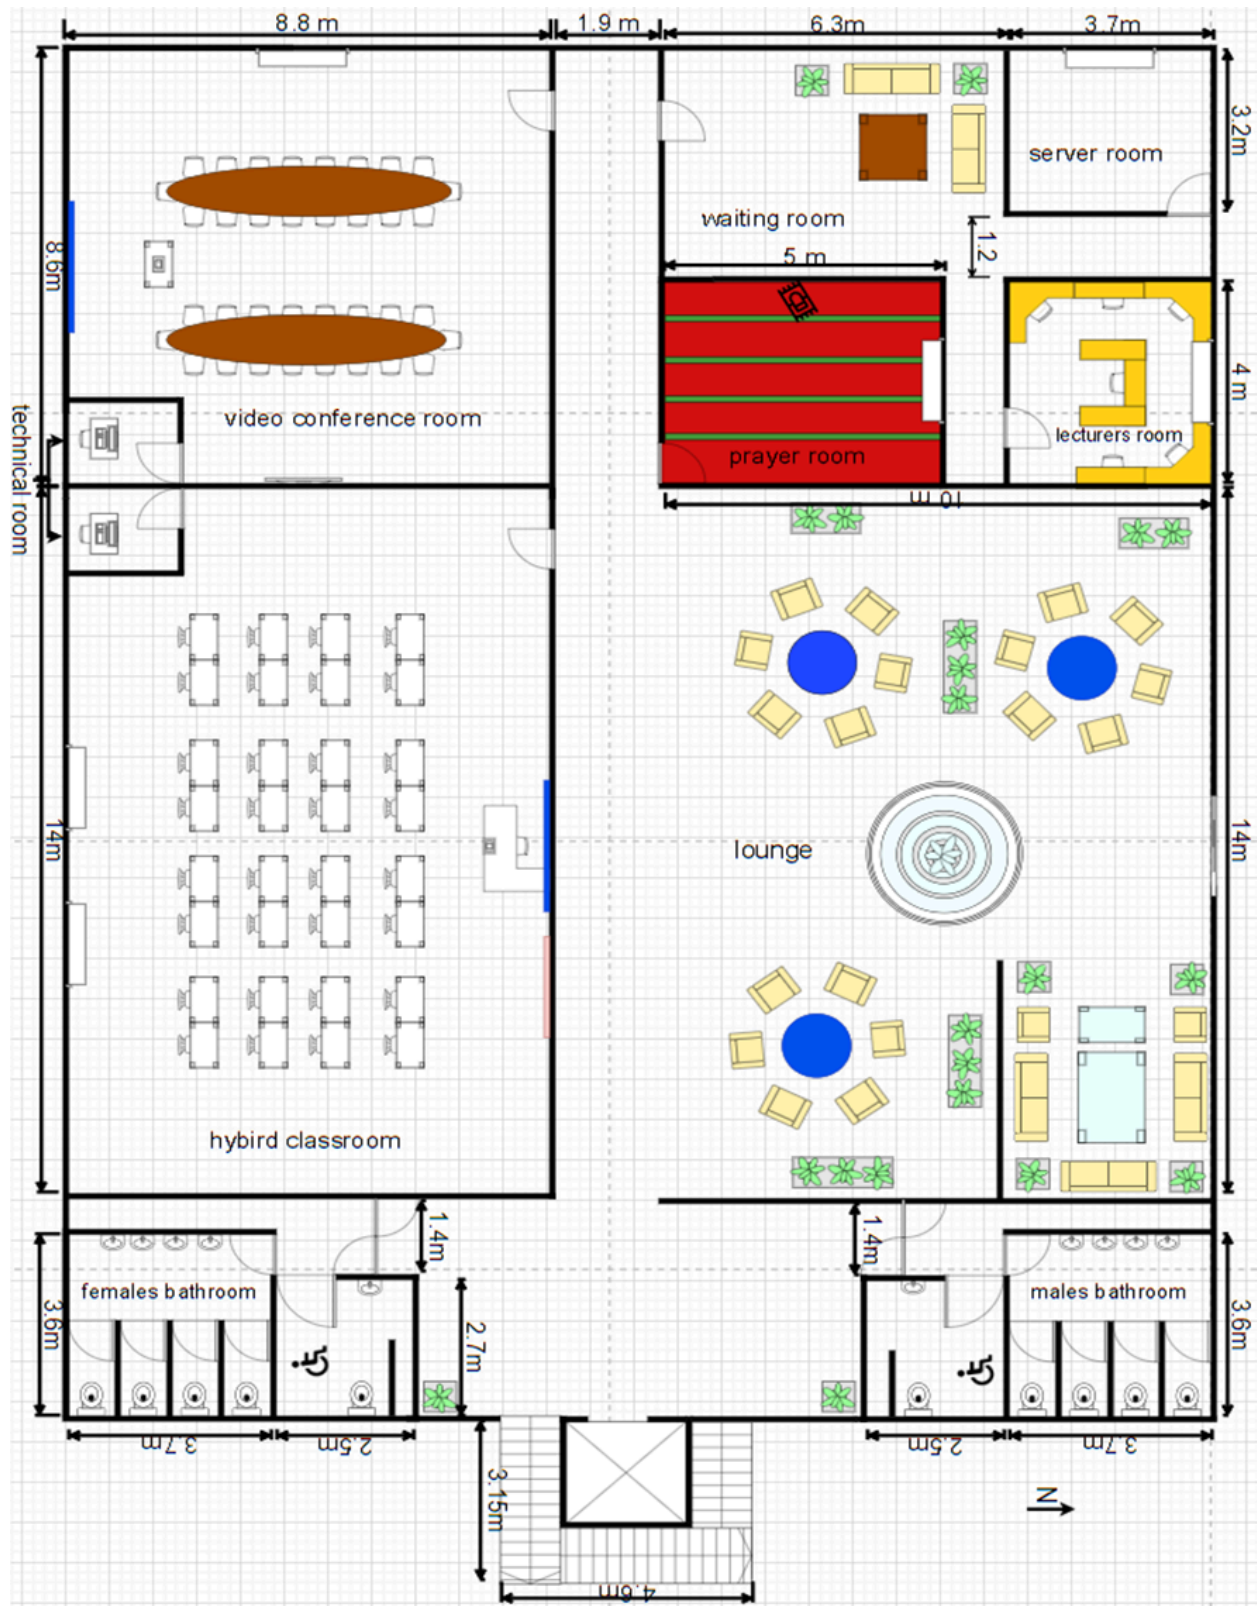 8.8 m
1.9 m
6.3m
3.7m
3.2m
server room
waiting room
1.2
5 m
8.6m
4 m
video conference room
lecturers room
prayer room
technical room
10 m
14m
lounge
14m
hybird classroom
1.4m
1.4m
females bathroom
males bathroom
3.6m
2.7m
3.6m
3.7m
2.5m
2.5m
3.7m
3.15m
N
4.6m